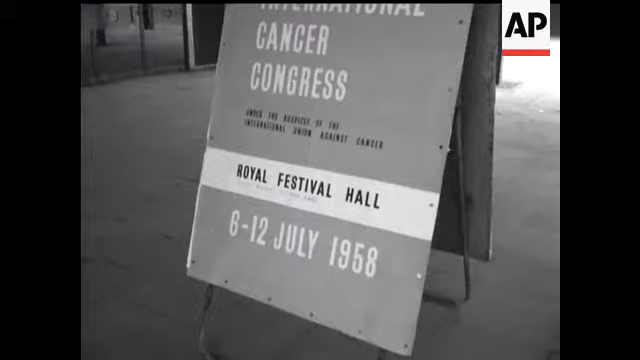 AP
INTERNATIONAL
CANCER
CONGRESS
UNDER THE AUSPICES OF THE
INTERNATIONAL UNION AGAINST CANCER
ROYAL FESTIVAL HALL
6-12 JULY 1958